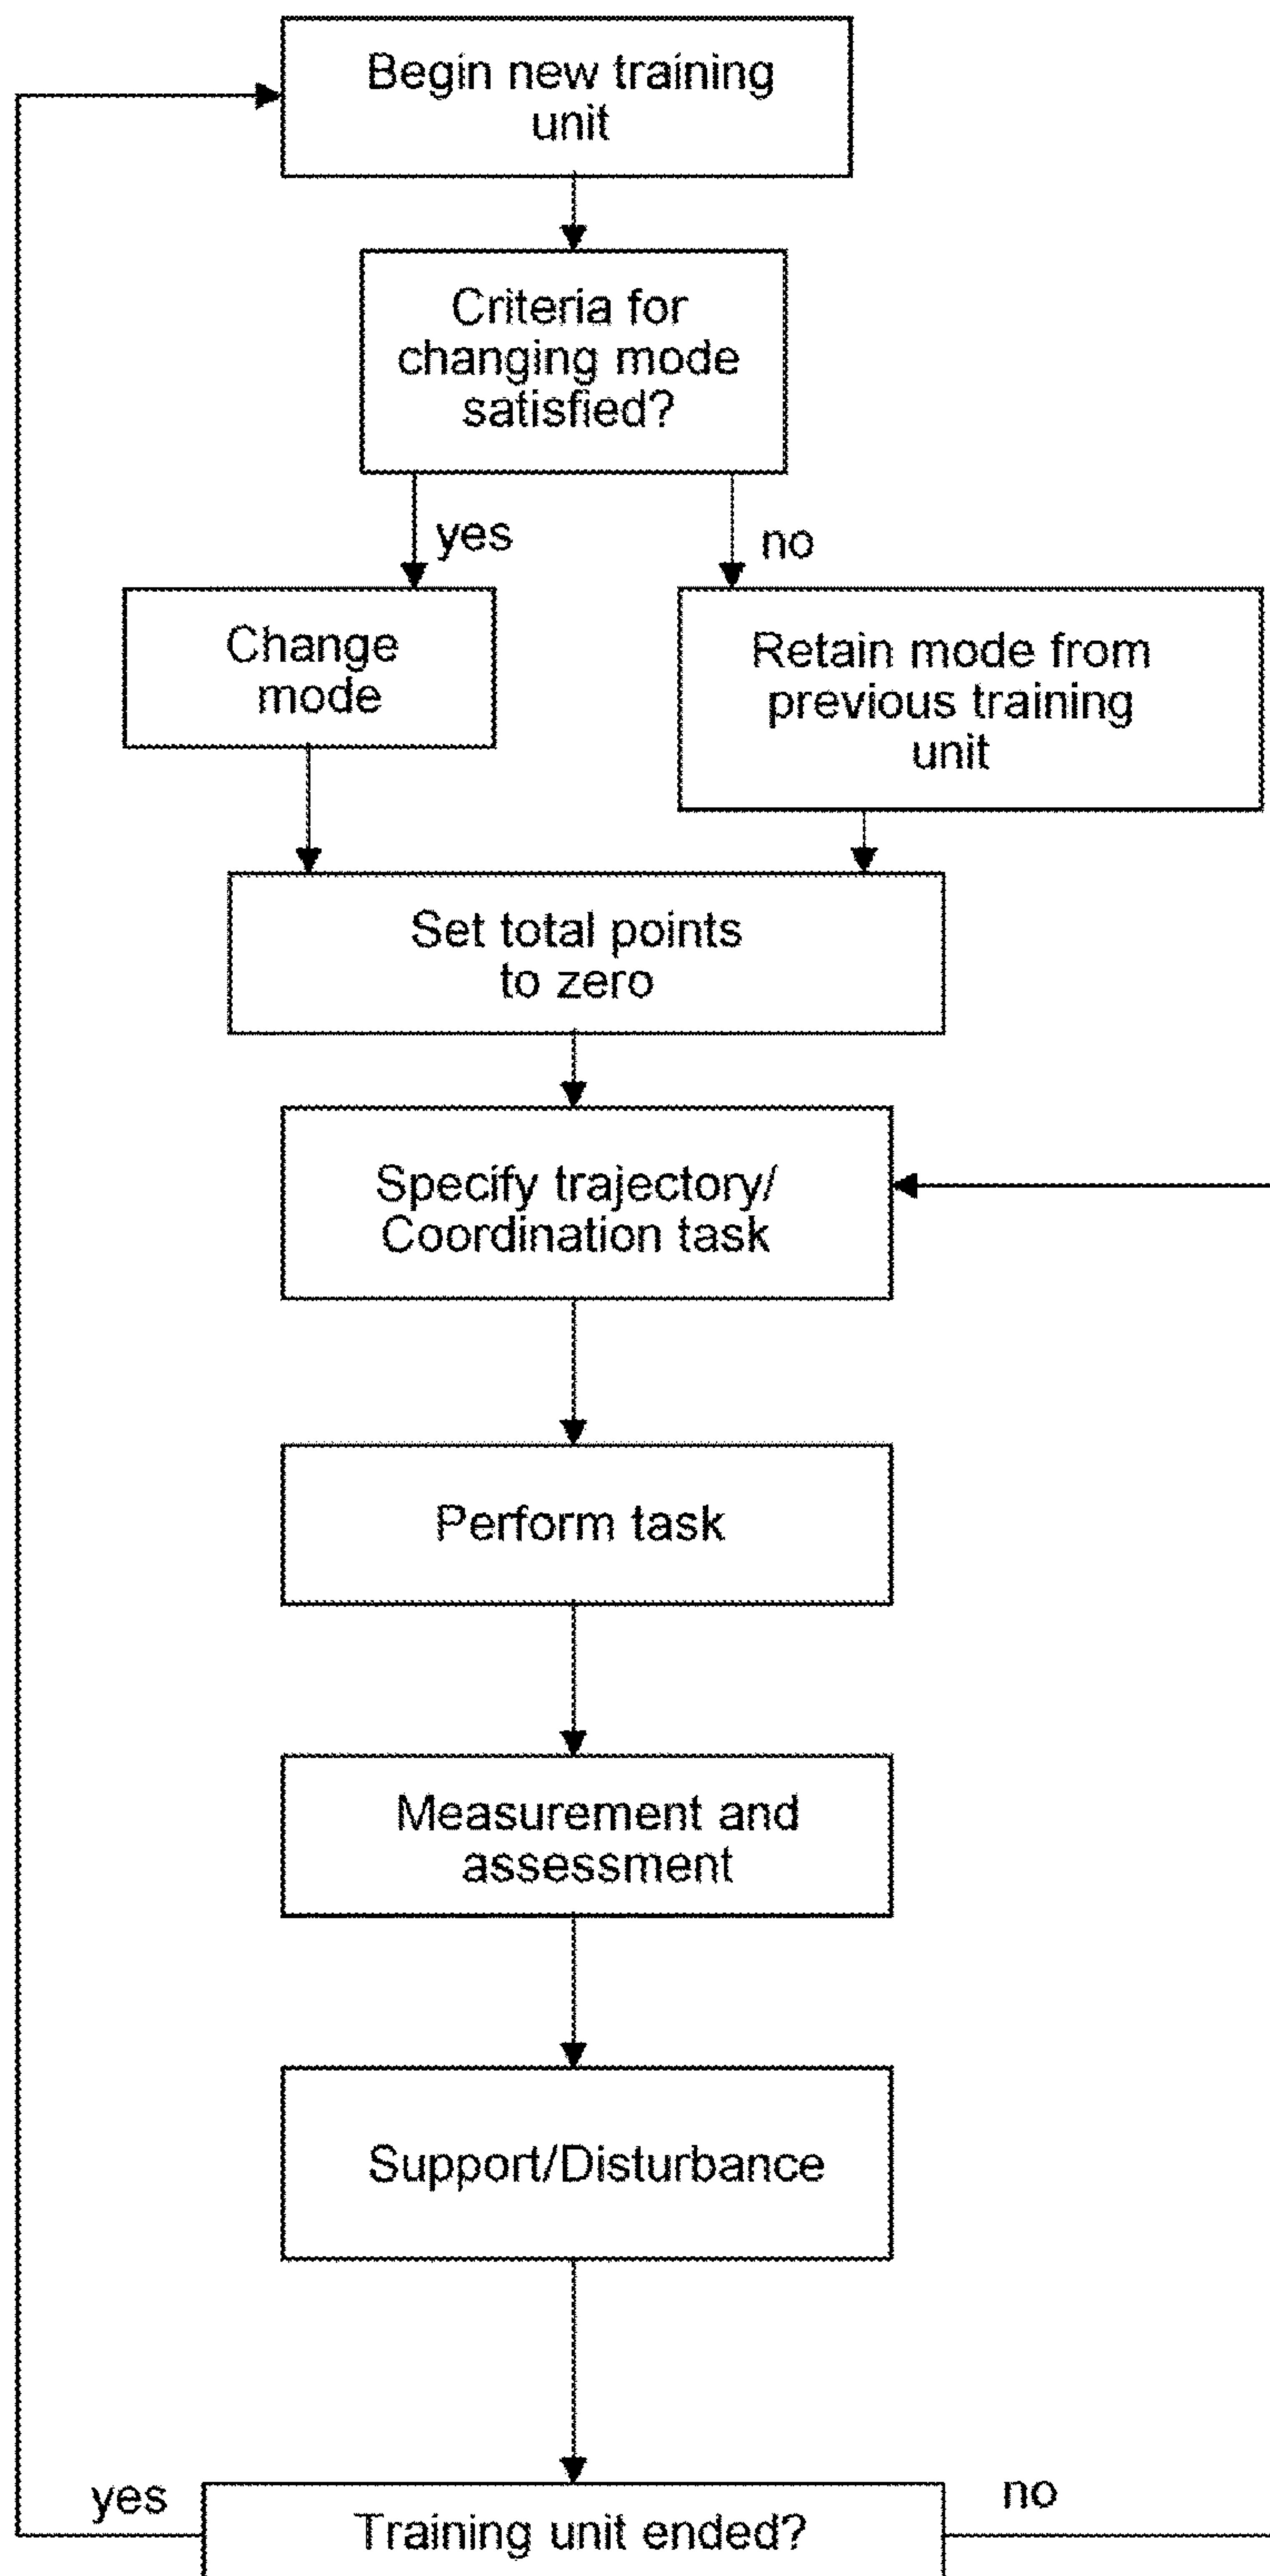 Begin new training
unit
Criteria for
changing mode
satisfied?
yes
no
Change
mode
Retain mode from
previous training
unit
Set total points
to zero
Specify trajectory/
Coordination task
Perform task
Measurement and
assessment
Support/Disturbance
yes
no
Training unit ended?